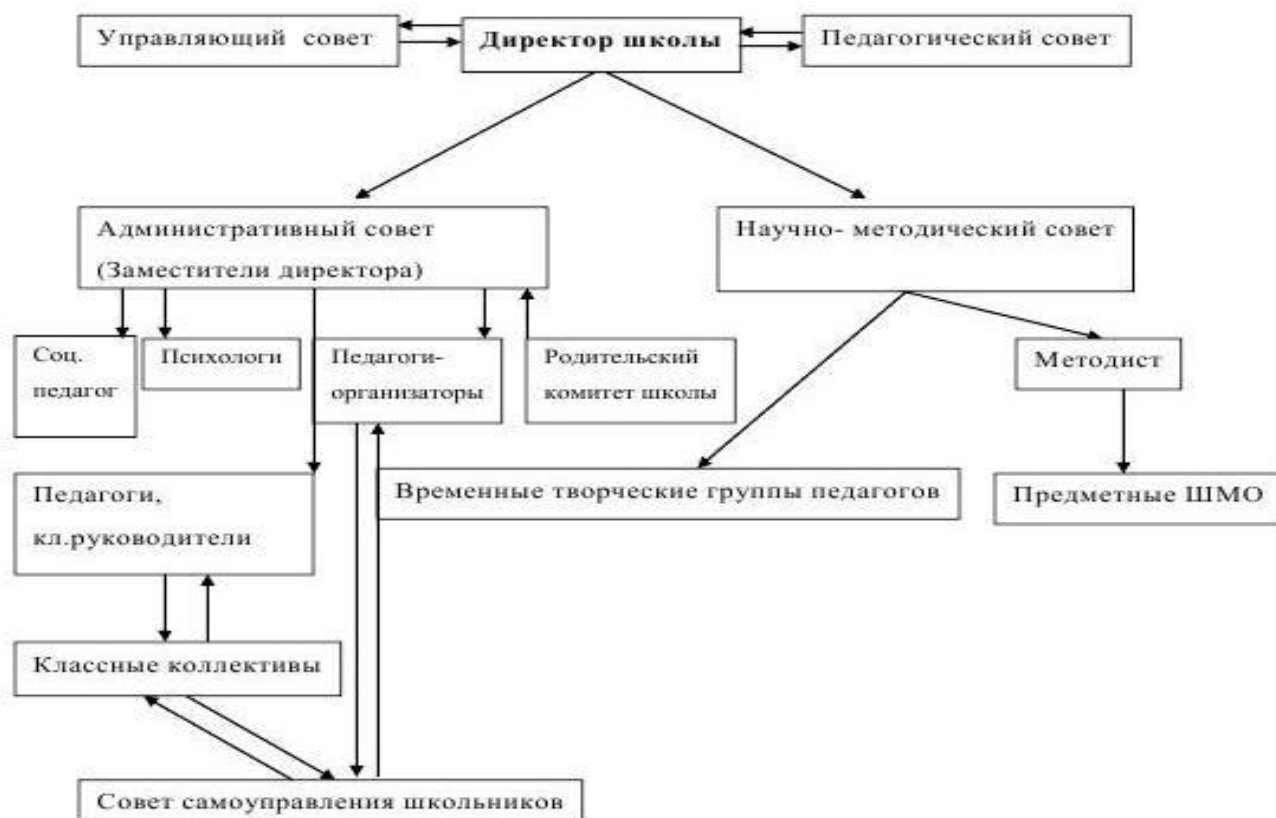 Управляющий совет
Директор школы
Педагогический совет
Административный совет
(Заместители директора)
Научно- методический совет
Соц.
педагог
Психологи
Педагоги-
организаторы
Родительский
комитет школы
Методист
Педагоги,
кл.руководители
Временные творческие группы педагогов
Предметные ШМО
Классные коллективы
Совет самоуправления школьников